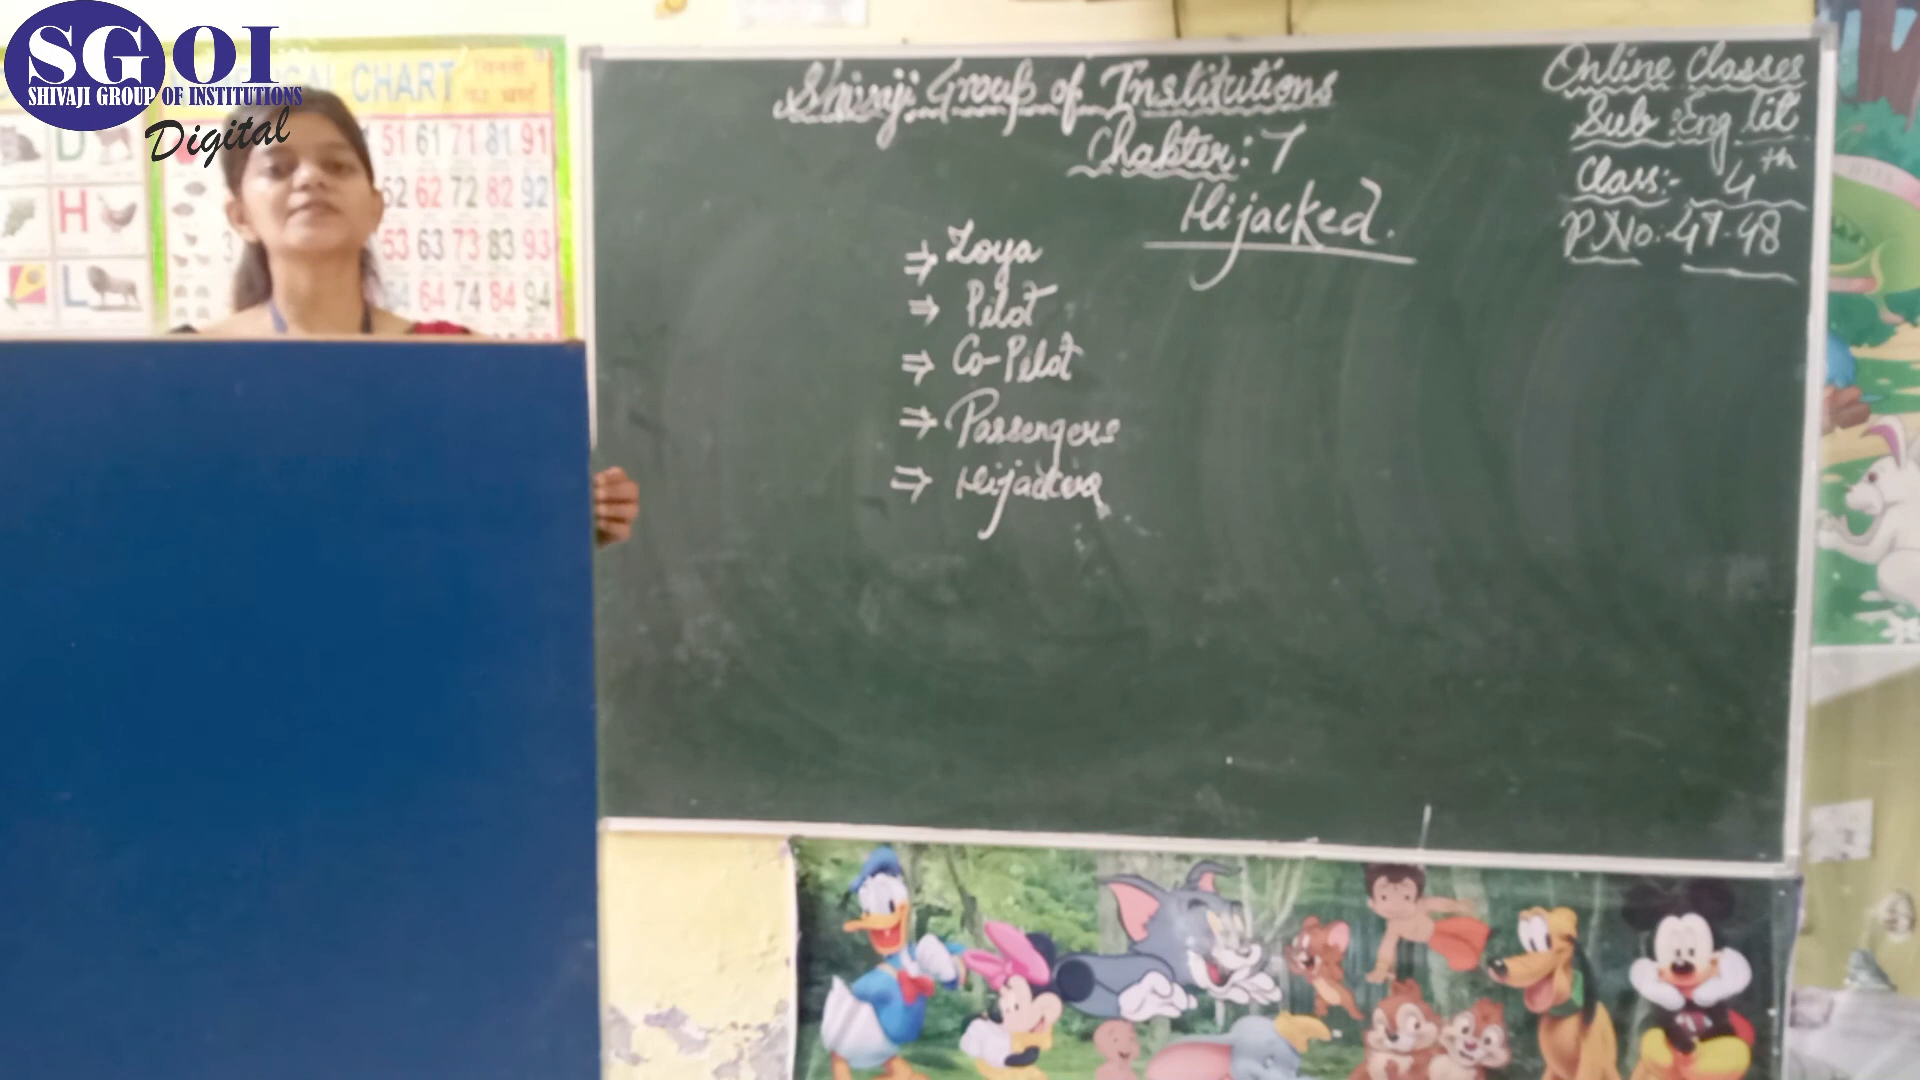 SGOI
SHIVAJI GROUP OF INSTITUTIONS
Digital
CHART
51 61 71 81 91
52 62 72 82 92
53 63 73 83 93
64 74 84 94
D
H
L
3
Shivaji Group of Institutions
Chapter: 7
Hijacked.
⇒ Zoya
⇒ Pilot
⇒ Co-Pilot
⇒ Passengers
⇒ Hijacker
Online Classes
Sub :Eng Lit
Class:- 4th
P.No:-47-48